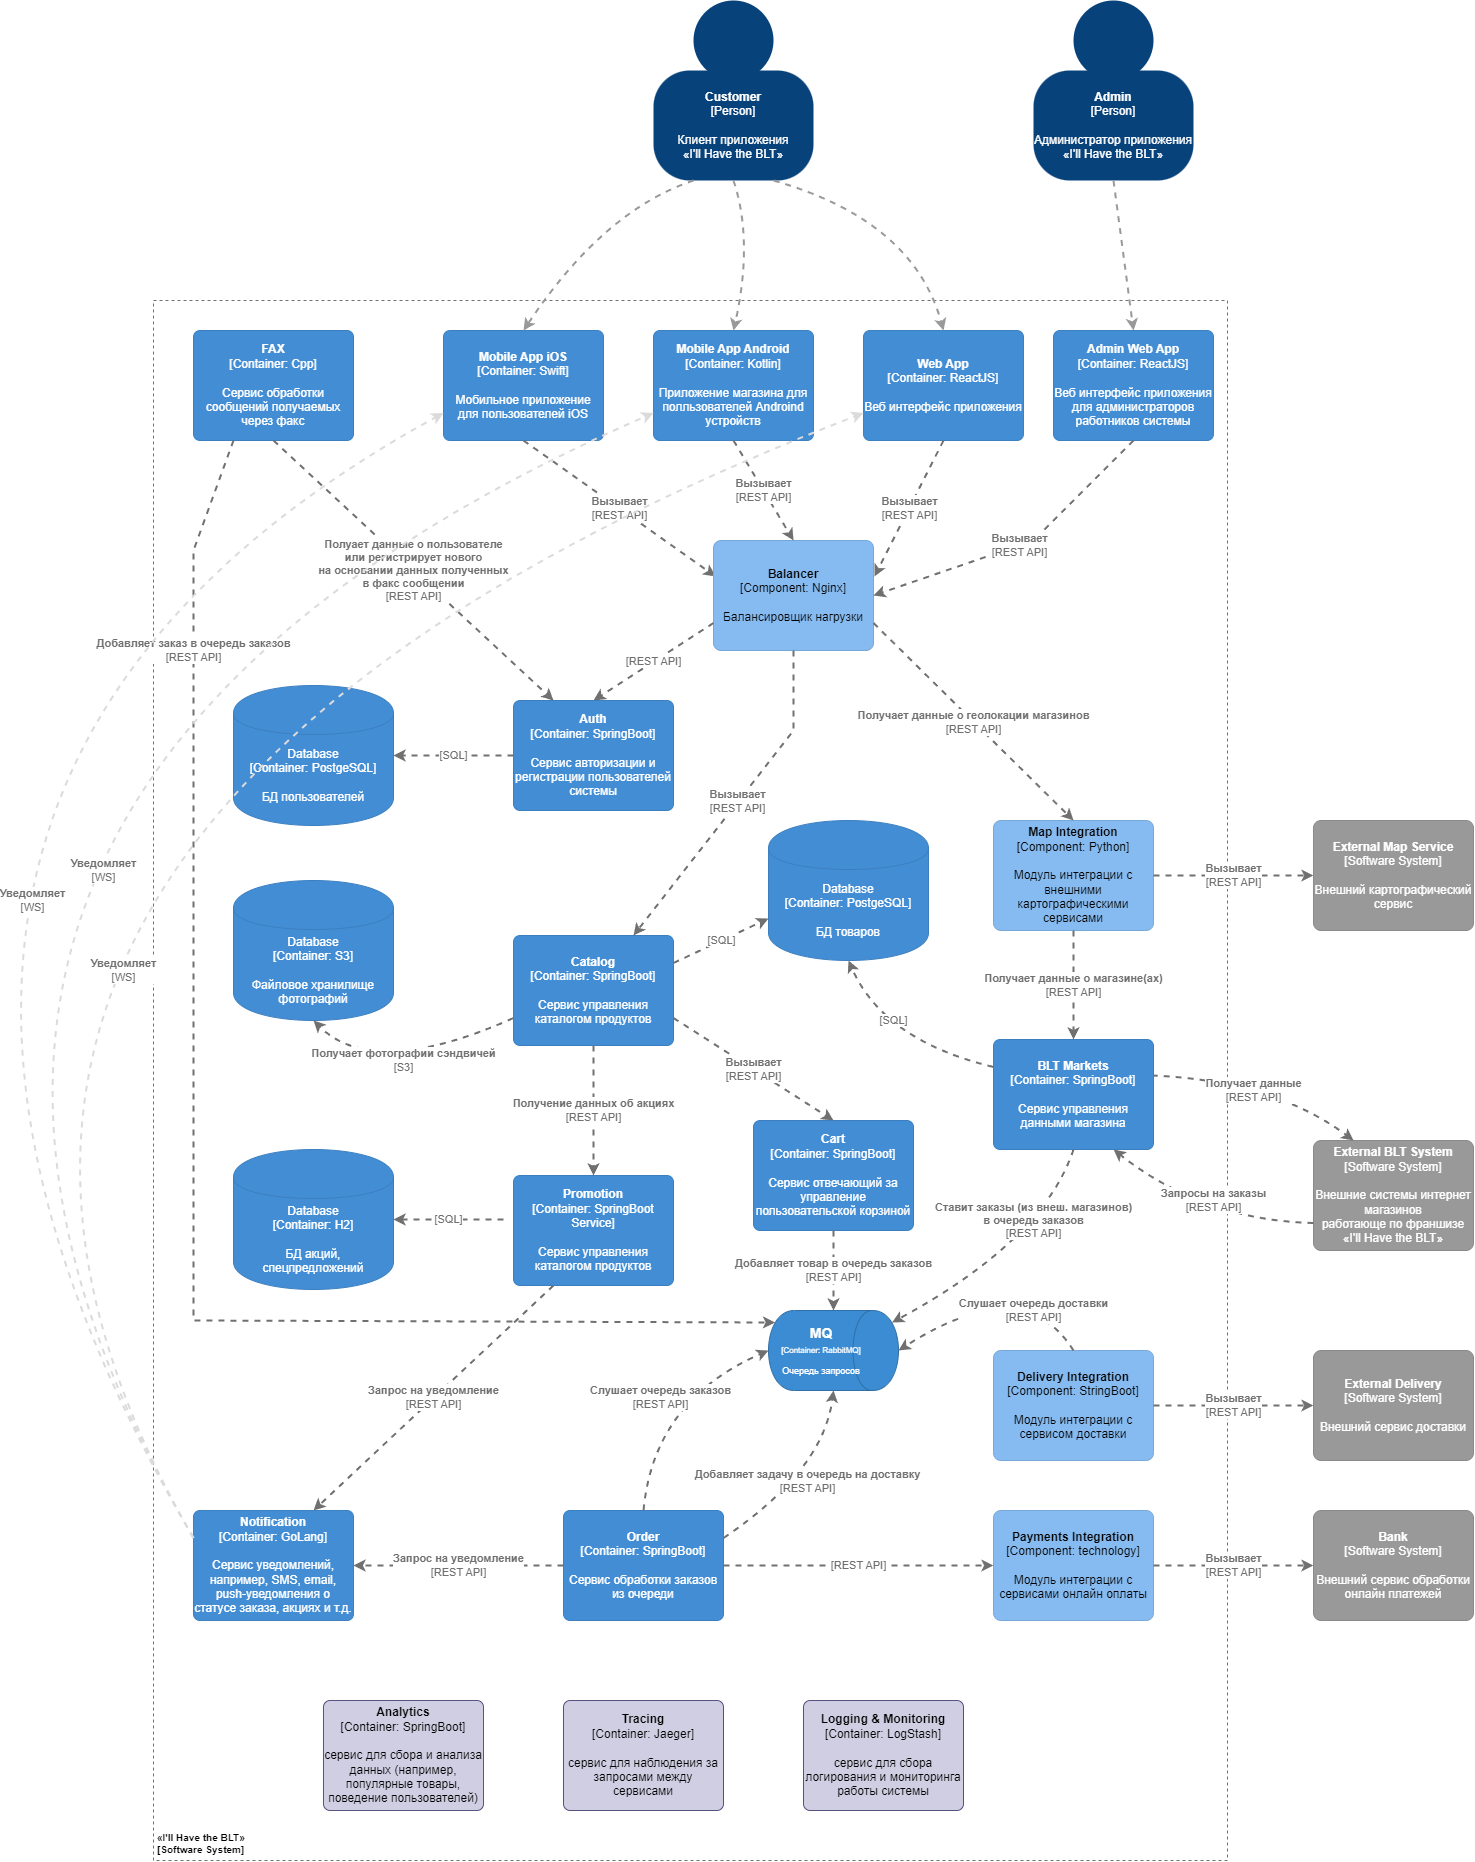 Customer
[Person]
Клиент приложения
«I'll Have the BLT»
Admin
[Person]
Администратор приложения
«I'll Have the BLT»
FAX
[Container: Cpp]
Сервис обработки
сообщений получаемых
через факс
Mobile App iOS
[Container: Swift]
Мобильное приложение
для пользователей iOS
Mobile App Android
[Container: Kotlin]
Приложение магазина для
полльзователей Androind
устройств
Web App
[Container: ReactJS]
Веб интерфейс приложения
Admin Web App
[Container: ReactJS]
Веб интерфейс приложения
для администраторов
работников системы
Вызывает
[REST API]
Вызывает
[REST API]
Вызывает
[REST API]
Вызывает
[REST API]
Полуает данные о пользователе
или регистрирует нового
на основании данных полученных
в факс сообщении
[REST API]
Balancer
[Component: Nginx]
Балансировщик нагрузки
Добавляет заказ в очередь заказов
[REST API]
[REST API]
Database
[Container: PostgeSQL]
БД пользователей
[SQL]
Auth
[Container: SpringBoot]
Сервис авторизации и
регистрации пользователей
системы
Получает данные о геолокации магазинов
[REST API]
Вызывает
[REST API]
Уведомляет
[WS]
Уведомляет
[WS]
Уведомляет
[WS]
Database
[Container: PostgeSQL]
БД товаров
Map Integration
[Component: Python]
Модуль интеграции с
внешними
картографическими
сервисами
Вызывает
[REST API]
External Map Service
[Software System]
Внешний картографический
сервис
Database
[Container: S3]
Файловое хранилище
фотографий
Catalog
[Container: SpringBoot]
Сервис управления
каталогом продуктов
[SQL]
[SQL]
Получает данные о магазине(ах)
[REST API]
Получает фотографии сэндвичей
[S3]
Вызывает
[REST API]
BLT Markets
[Container: SpringBoot]
Сервис управления
данными магазина
Получает данные
[REST API]
Получение данных об акциях
[REST API]
Cart
[Container: SpringBoot]
Сервис отвечающий за
управление
пользовательской корзиной
External BLT System
[Software System]
Внешние системы интернет
магазинов
работающе по франшизе
«I'll Have the BLT»
Запросы на заказы
[REST API]
Database
[Container: H2]
БД акций,
спецпредложений
[SQL]
Promotion
[Container: SpringBoot
Service]
Сервис управления
каталогом продуктов
Ставит заказы (из внеш. магазинов)
в очередь заказов
[REST API]
Добавляет товар в очередь заказов
[REST API]
Слушает очередь доставки
[REST API]
MQ
[Container: RabbitMQ]
Очередь запросов
Запрос на уведомление
[REST API]
Слушает очередь заказов
[REST API]
Delivery Integration
[Component: StringBoot]
Модуль интеграции с
сервисом доставки
Вызывает
[REST API]
External Delivery
[Software System]
Внешний сервис доставки
Добавляет задачу в очередь на доставку
[REST API]
Notification
[Container: GoLang]
Сервис уведомлений,
например, SMS, email,
push-уведомления о
статусе заказа, акциях и т.д.
Запрос на уведомление
[REST API]
Order
[Container: SpringBoot]
Сервис обработки заказов
из очереди
[REST API]
Payments Integration
[Component: technology]
Модуль интеграции с
сервисами онлайн оплаты
Вызывает
[REST API]
Bank
[Software System]
Внешний сервис обработки
онлайн платежей
Analytics
[Container: SpringBoot]
сервис для сбора и анализа
данных (например,
популярные товары,
поведение пользователей)
Tracing
[Container: Jaeger]
сервис для наблюдения за
запросами между
сервисами
Logging & Monitoring
[Container: LogStash]
сервис для сбора
логирования и мониторинга
работы системы
«I'll Have the BLT»
[Software System]